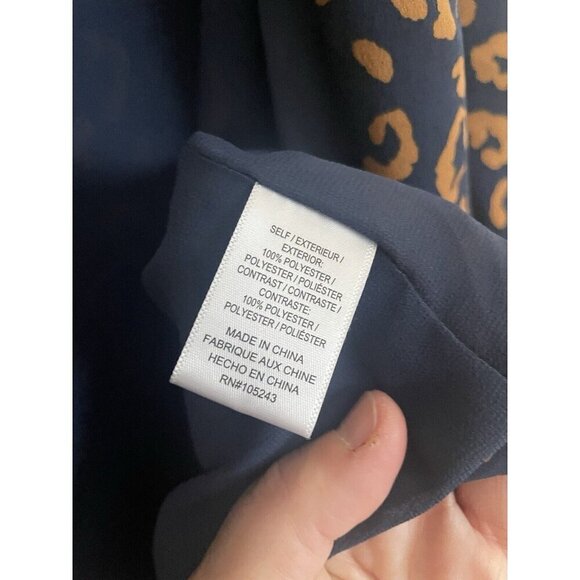 SELF / EXTERIEUR /
EXTERIOR:
100% POLYESTER /
POLYESTER / POLIÉSTER
CONTRAST / CONTRASTE /
CONTRASTE:
100% POLYESTER /
POLYESTER / POLIÉSTER
MADE IN CHINA
FABRIQUE AUX CHINE
HECHO EN CHINA
RN#105243